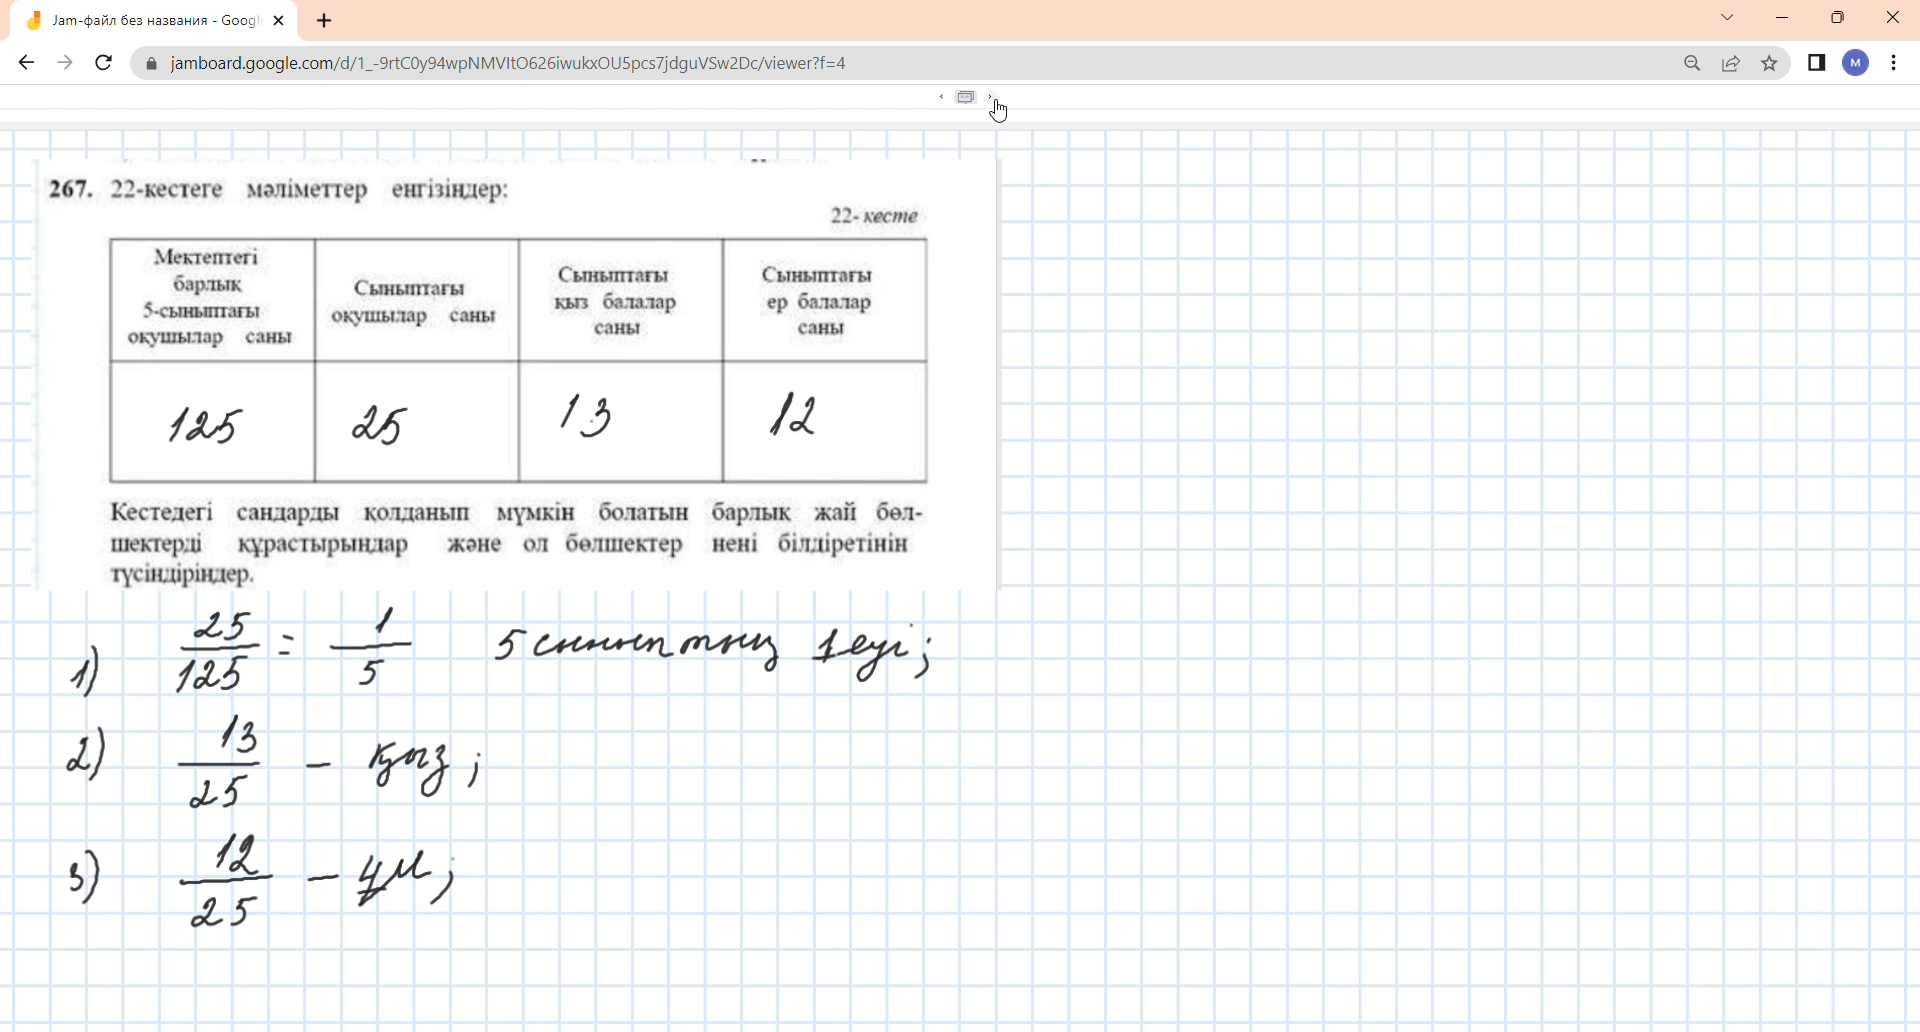 Jam-файл без названия - Googl
jamboard.google.com/d/1_-9rtC0y94wpNMVItO626iwukxOU5pcs7jdguVSw2Dc/viewer?f=4
M
267. 22-кестеге мәліметтер енгізіңдер:
22- кесте
Мектептегі
барлық
5-сыныптағы
оқушылар саны
Сыныптағы
оқушылар саны
Сыныптағы
қыз балалар
саны
Сыныптағы
ер балалар
саны
125
25
13
12
Кестедегі сандарды қолданып мүмкін болатын барлық жай бөл-
шектерді құрастырыңдар және ол бөлшектер нені білдіретінін
түсіндіріңдер.
1) 25/125 = 1/5 5 сыныптың 1 еуі;
2) 13/25 - қыз;
3) 12/25 - ұл;